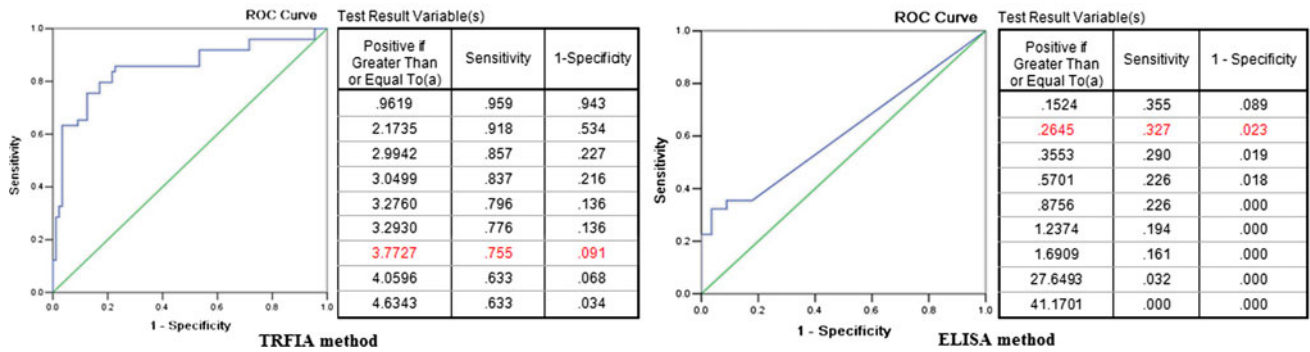 ROC Curve
1.0
0.8
0.6
0.4
0.2
0.0
Sensitivity
0.0 0.2 0.4 0.6 0.8 1.0
1 - Specificity
Test Result Variable(s)
Positive if Greater Than or Equal To(a) Sensitivity 1-Specificity
.9619 .959 .943
2.1735 .918 .534
2.9942 .857 .227
3.0499 .837 .216
3.2760 .796 .136
3.2930 .776 .136
3.7727 .755 .091
4.0596 .633 .068
4.6343 .633 .034
TRFIA method
ROC Curve
1.0
0.8
0.6
0.4
0.2
0.0
Sensitivity
0.0 0.2 0.4 0.6 0.8 1.0
1 - Specificity
Test Result Variable(s)
Positive if Greater Than or Equal To(a) Sensitivity 1 - Specificity
.1524 .355 .089
.2645 .327 .023
.3553 .290 .019
.5701 .226 .018
.8756 .226 .000
1.2374 .194 .000
1.6909 .161 .000
27.6493 .032 .000
41.1701 .000 .000
ELISA method